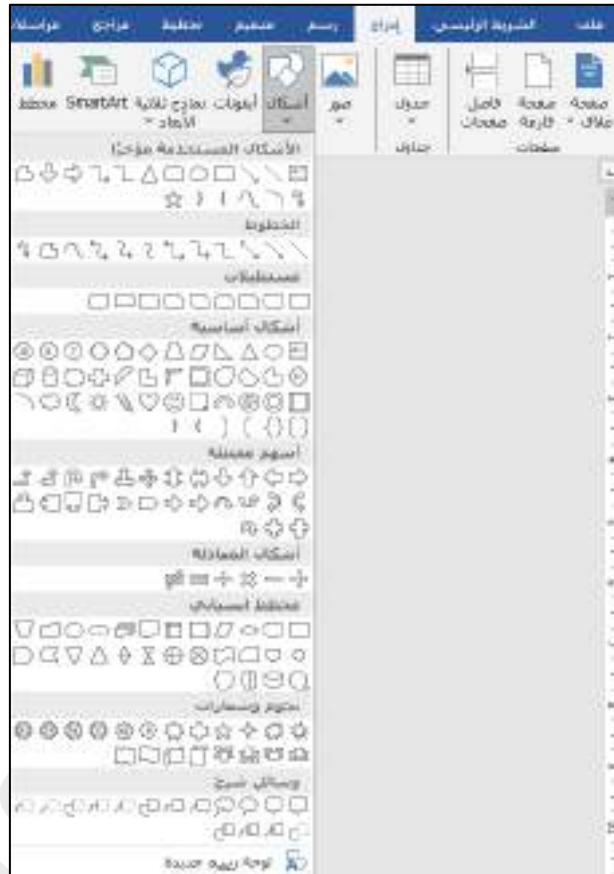 ملف الشريط الرئيسي إدراج رسم تصميم تخطيط مراجع مراسلات
صفحة غلاف صفحة فارغة فاصل صفحات جدول صور أشكال أيقونات نماذج ثلاثية الأبعاد SmartArt مخطط
صفحات جداول
الأشكال المستخدمة مؤخرًا
الخطوط
مستطيلات
أشكال أساسية
أسهم ممتلئة
أشكال المعادلة
مخطط انسيابي
نجوم وشعارات
وسائل شرح
لوحة رسم جديدة